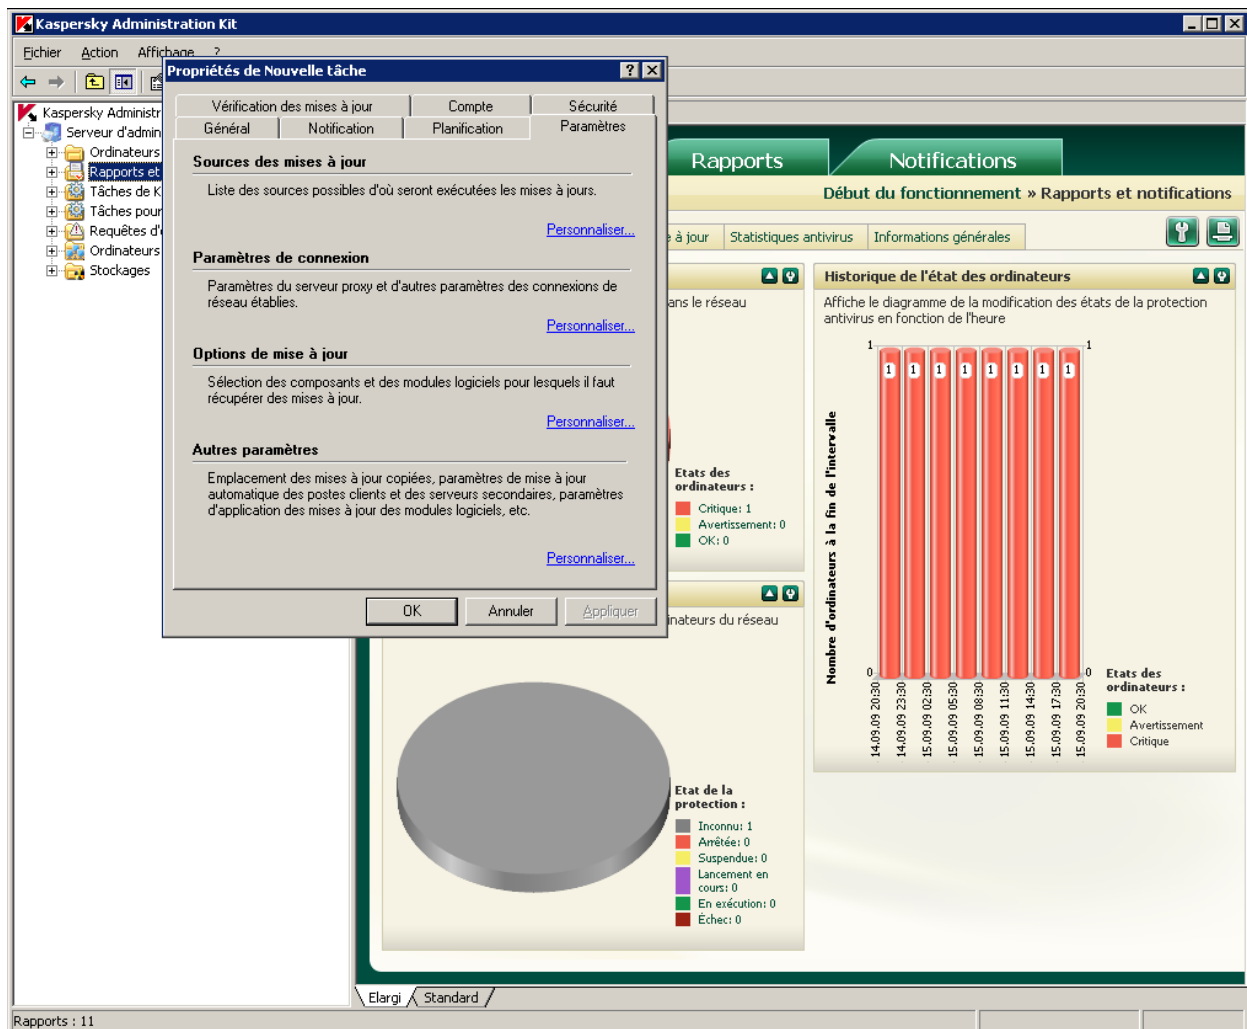 Kaspersky Administration Kit
Fichier Action Affichage ?
Propriétés de Nouvelle tâche
Vérification des mises à jour Compte Sécurité
Général Notification Planification Paramètres
Sources des mises à jour
Liste des sources possibles d'où seront exécutées les mises à jours.
Personnaliser...
Paramètres de connexion
Paramètres du serveur proxy et d'autres paramètres des connexions de
réseau établies.
Personnaliser...
Options de mise à jour
Sélection des composants et des modules logiciels pour lesquels il faut
récupérer des mises à jour.
Personnaliser...
Autres paramètres
Emplacement des mises à jour copiées, paramètres de mise à jour
automatique des postes clients et des serveurs secondaires, paramètres
d'application des mises à jour des modules logiciels, etc.
Personnaliser...
OK Annuler Appliquer
Kaspersky Administr
Serveur d'admin
Ordinateurs
Rapports et
Tâches de K
Tâches pour
Requêtes d'
Ordinateurs
Stockages
Rapports Notifications
Début du fonctionnement » Rapports et notifications
à jour Statistiques antivirus Informations générales
ans le réseau
Etats des
ordinateurs :
Critique: 1
Avertissement: 0
OK: 0
inateurs du réseau
Etat de la
protection :
Inconnu: 1
Arrêtée: 0
Suspendue: 0
Lancement en
cours: 0
En exécution: 0
Échec: 0
Historique de l'état des ordinateurs
Affiche le diagramme de la modification des états de la protection
antivirus en fonction de l'heure
Nombre d'ordinateurs à la fin de l'intervalle
1 1
1 1 1 1 1 1 1 1
0 0
14.09.09 20:30
14.09.09 23:30
15.09.09 02:30
15.09.09 05:30
15.09.09 08:30
15.09.09 11:30
15.09.09 14:30
15.09.09 17:30
15.09.09 20:30
Etats des
ordinateurs :
OK
Avertissement
Critique
Elargi Standard
Rapports : 11